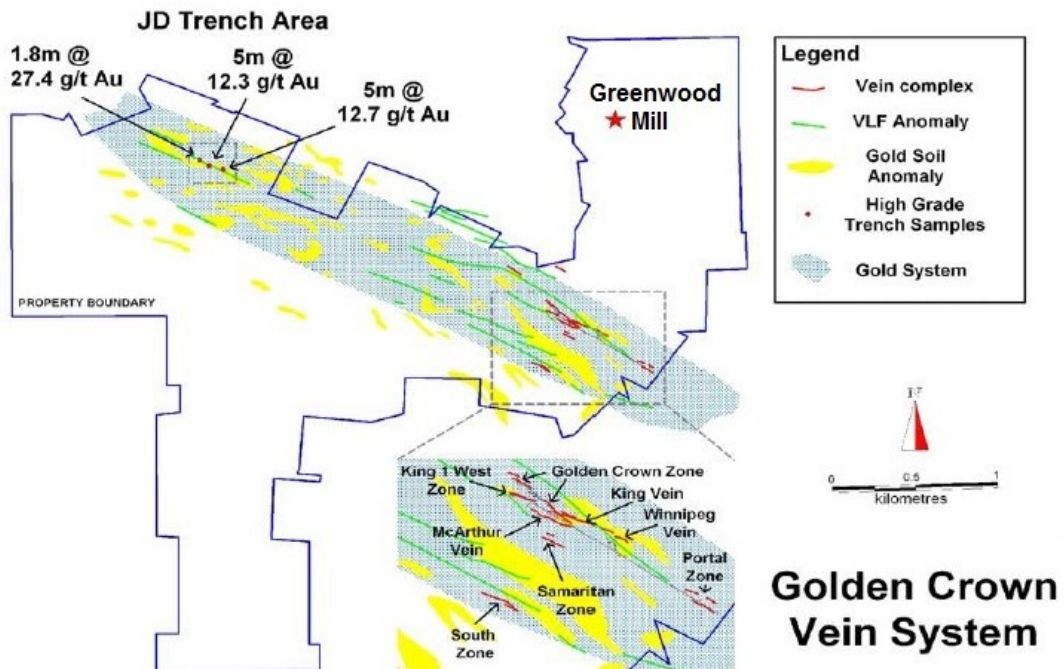 JD Trench Area
1.8m @
27.4 g/t Au
5m @
12.3 g/t Au
5m @
12.7 g/t Au
Greenwood
Mill
Legend
Vein complex
VLF Anomaly
Gold Soil
Anomaly
High Grade
Trench Samples
Gold System
PROPERTY BOUNDARY
N
0
0.5
1
kilometres
King 1 West
Zone
Golden Crown Zone
King Vein
Winnipeg
Vein
McArthur
Vein
Portal
Zone
Samaritan
Zone
South
Zone
Golden Crown
Vein System